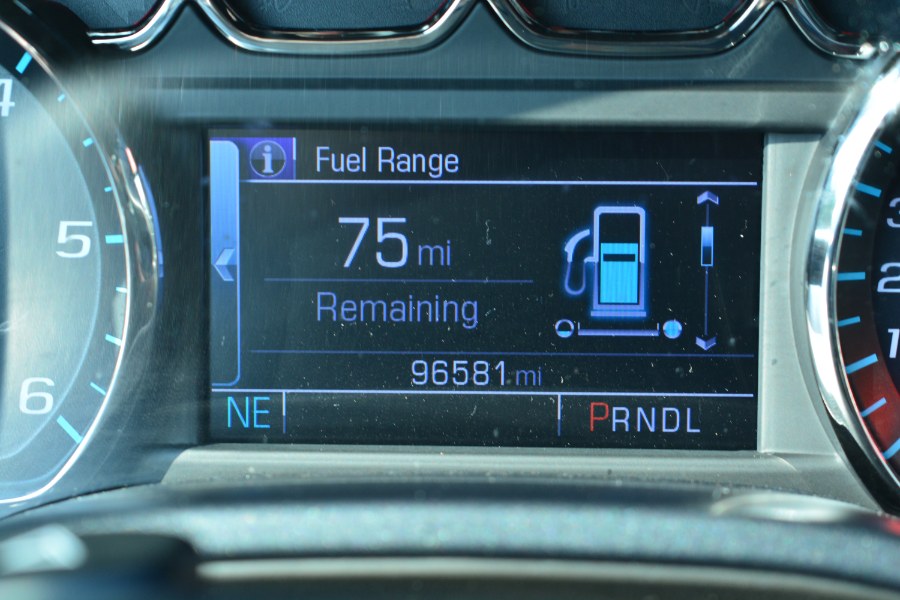 Fuel Range
75 mi
Remaining
96581 mi
NE
PRNDL
4
5
6
3
2
1